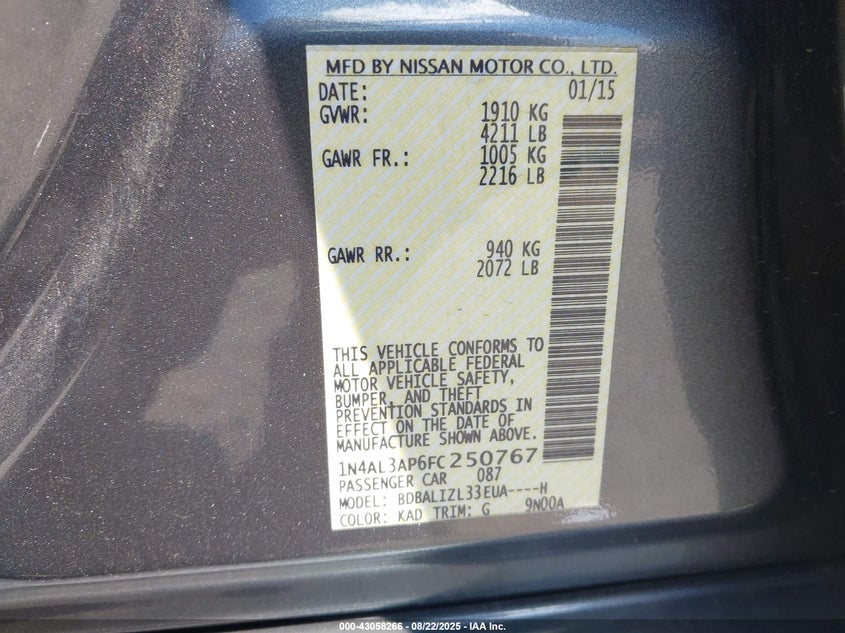 MFD BY NISSAN MOTOR CO., LTD.
DATE: 01/15
GVWR: 1910 KG
4211 LB
GAWR FR.: 1005 KG
2216 LB
GAWR RR.: 940 KG
2072 LB
THIS VEHICLE CONFORMS TO
ALL APPLICABLE FEDERAL
MOTOR VEHICLE SAFETY,
BUMPER, AND THEFT
PREVENTION STANDARDS IN
EFFECT ON THE DATE OF
MANUFACTURE SHOWN ABOVE.
1N4AL3AP6FC250767
PASSENGER CAR 087
MODEL: BDBALIZL33EUA----H
COLOR: KAD TRIM: G 9N00A
000-43058266 - 08/22/2025 - IAA Inc.